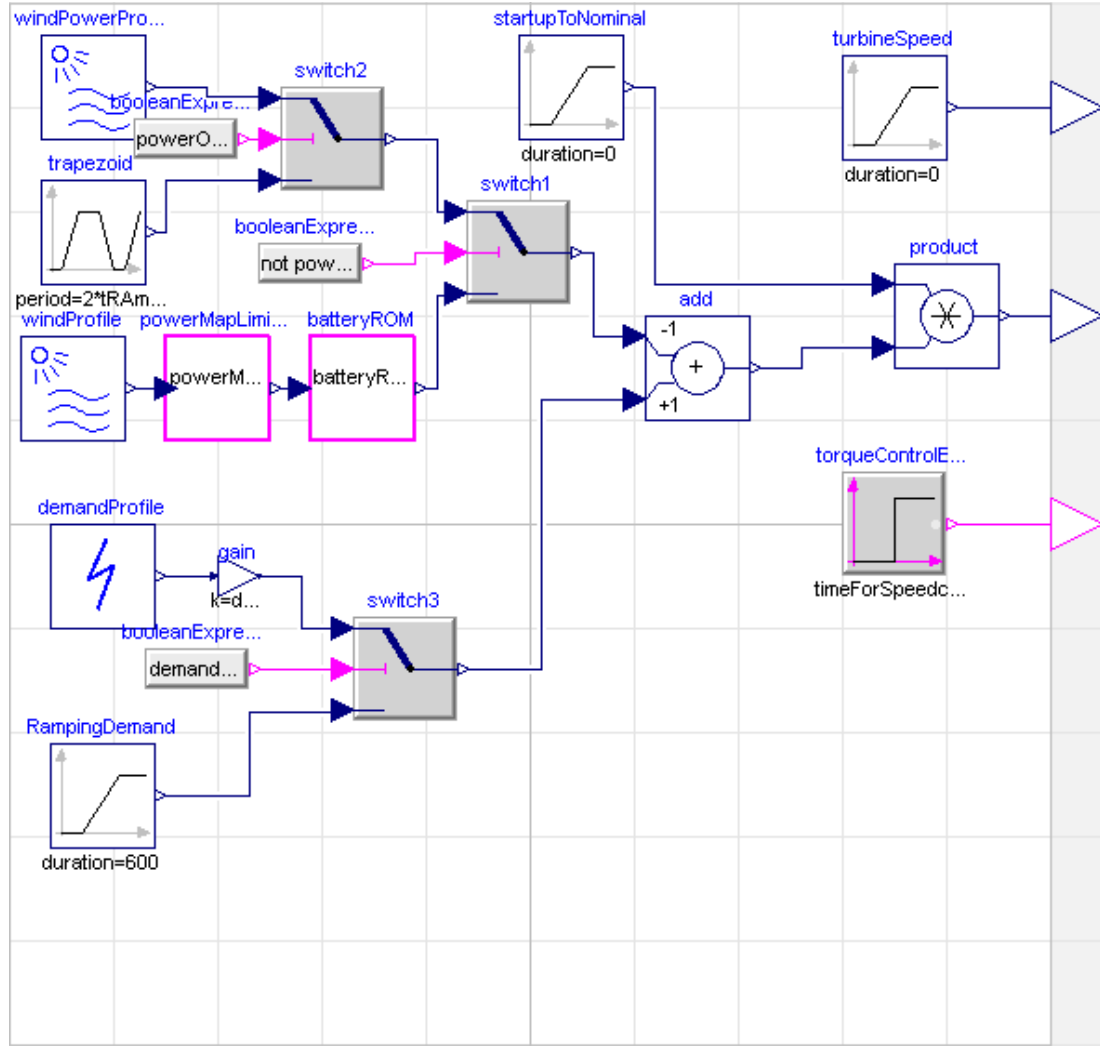 windPowerPro...
startupToNominal
turbineSpeed
switch2
booleanExpre...
powerO...
duration=0
duration=0
trapezoid
switch1
booleanExpre...
not pow...
product
period=2*tRAm...
add
windProfile
powerMapLimi...
batteryROM
-1
+
powerM...
batteryR...
+1
torqueControlE...
demandProfile
gain
k=d...
timeForSpeedc...
switch3
booleanExpre...
demand...
RampingDemand
duration=600